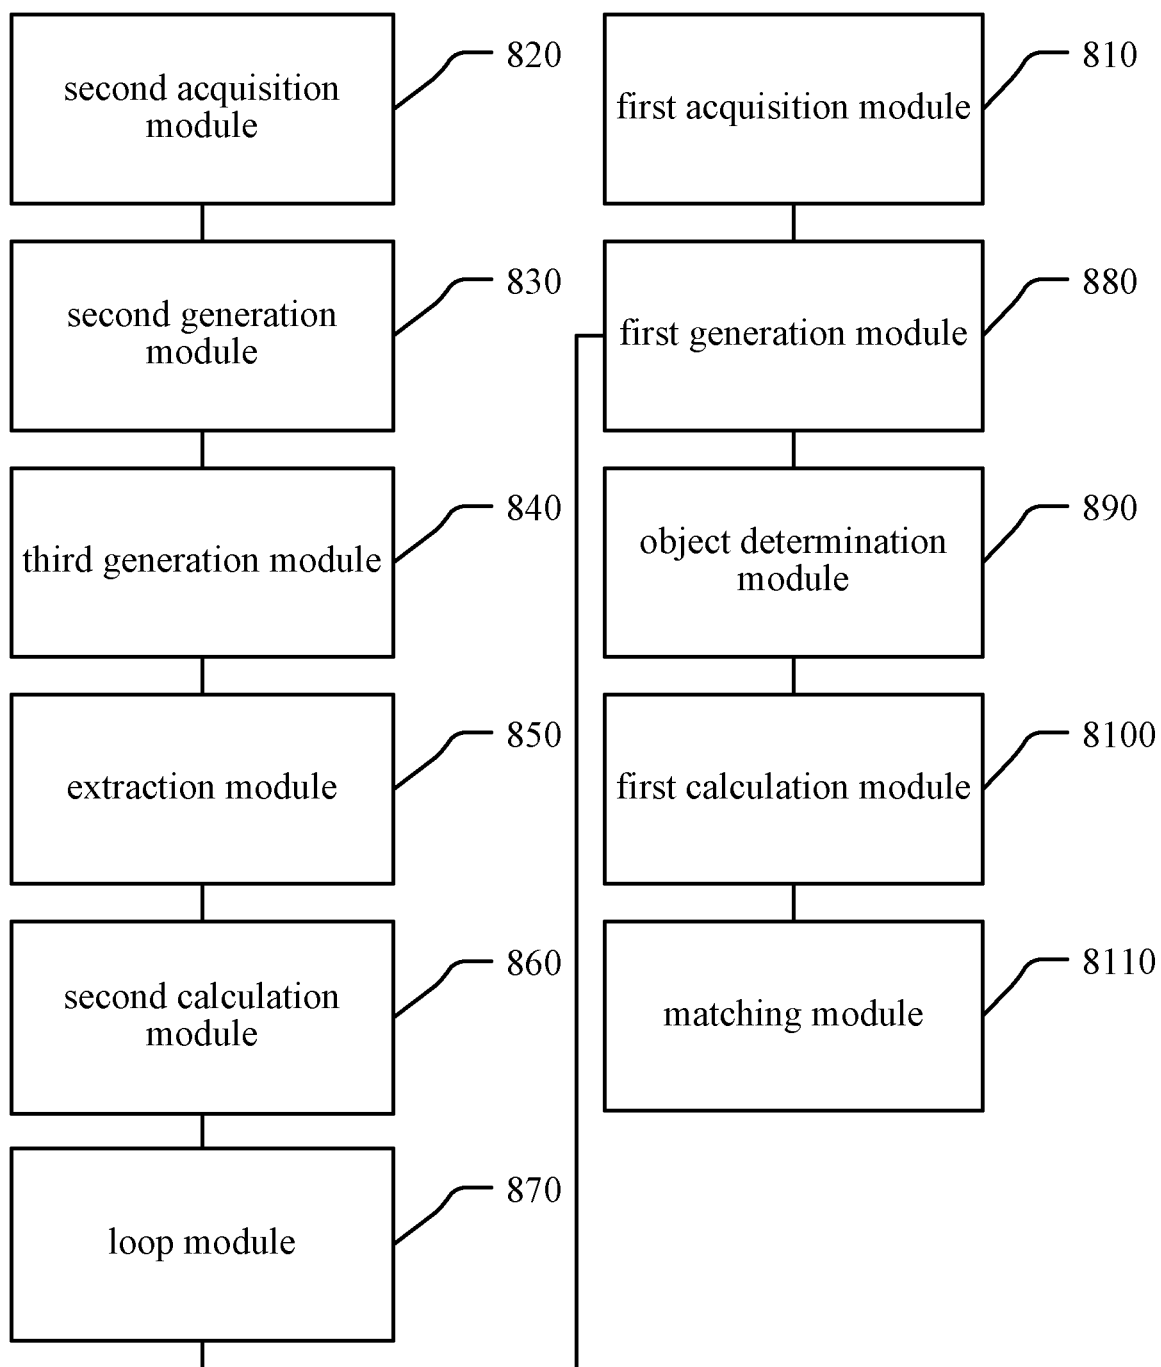 second acquisition
module
820
second generation
module
830
third generation module
840
extraction module
850
second calculation
module
860
loop module
870
first acquisition module
810
first generation module
880
object determination
module
890
first calculation module
8100
matching module
8110